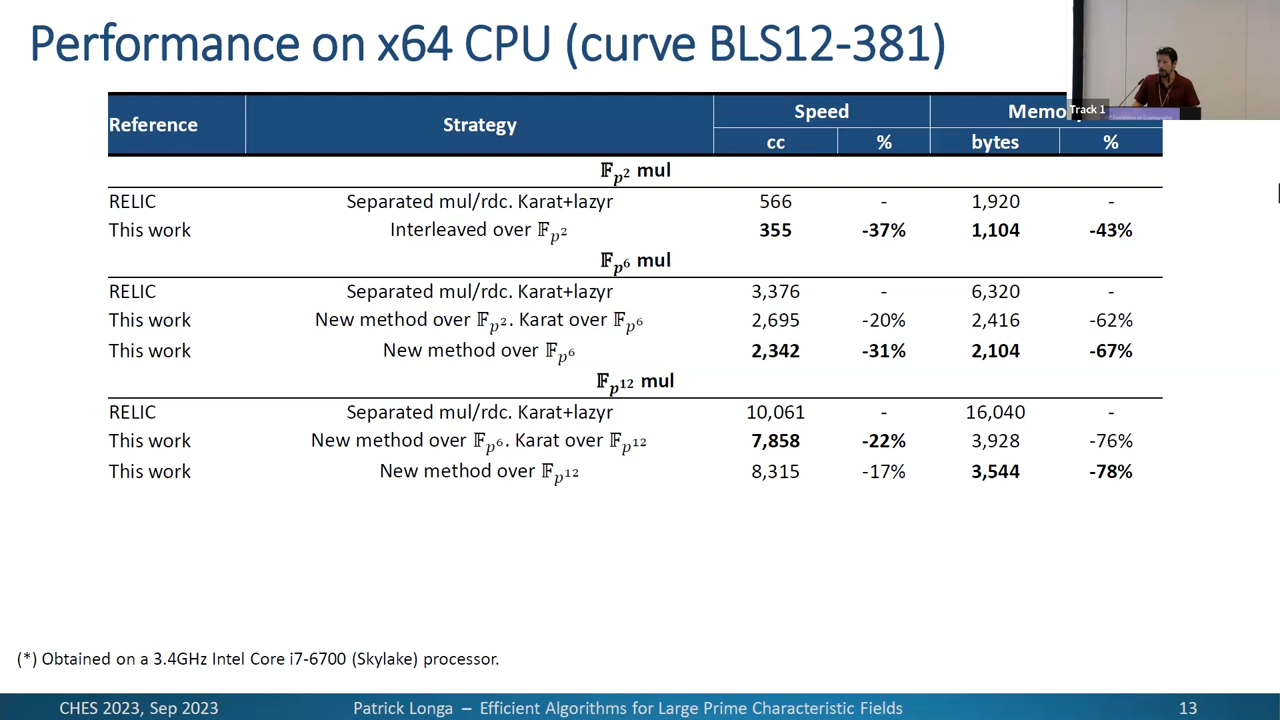 Performance on x64 CPU (curve BLS12-381)
Track 1
Reference Strategy Speed
cc % bytes %
𝔽p² mul
RELIC Separated mul/rdc. Karat+lazyr 566 - 1,920 -
This work Interleaved over 𝔽p² 355 -37% 1,104 -43%
𝔽p⁶ mul
RELIC Separated mul/rdc. Karat+lazyr 3,376 - 6,320 -
This work New method over 𝔽p². Karat over 𝔽p⁶ 2,695 -20% 2,416 -62%
This work New method over 𝔽p⁶ 2,342 -31% 2,104 -67%
𝔽p¹² mul
RELIC Separated mul/rdc. Karat+lazyr 10,061 - 16,040 -
This work New method over 𝔽p⁶. Karat over 𝔽p¹² 7,858 -22% 3,928 -76%
This work New method over 𝔽p¹² 8,315 -17% 3,544 -78%
(*) Obtained on a 3.4GHz Intel Core i7-6700 (Skylake) processor.
CHES 2023, Sep 2023 Patrick Longa – Efficient Algorithms for Large Prime Characteristic Fields 13